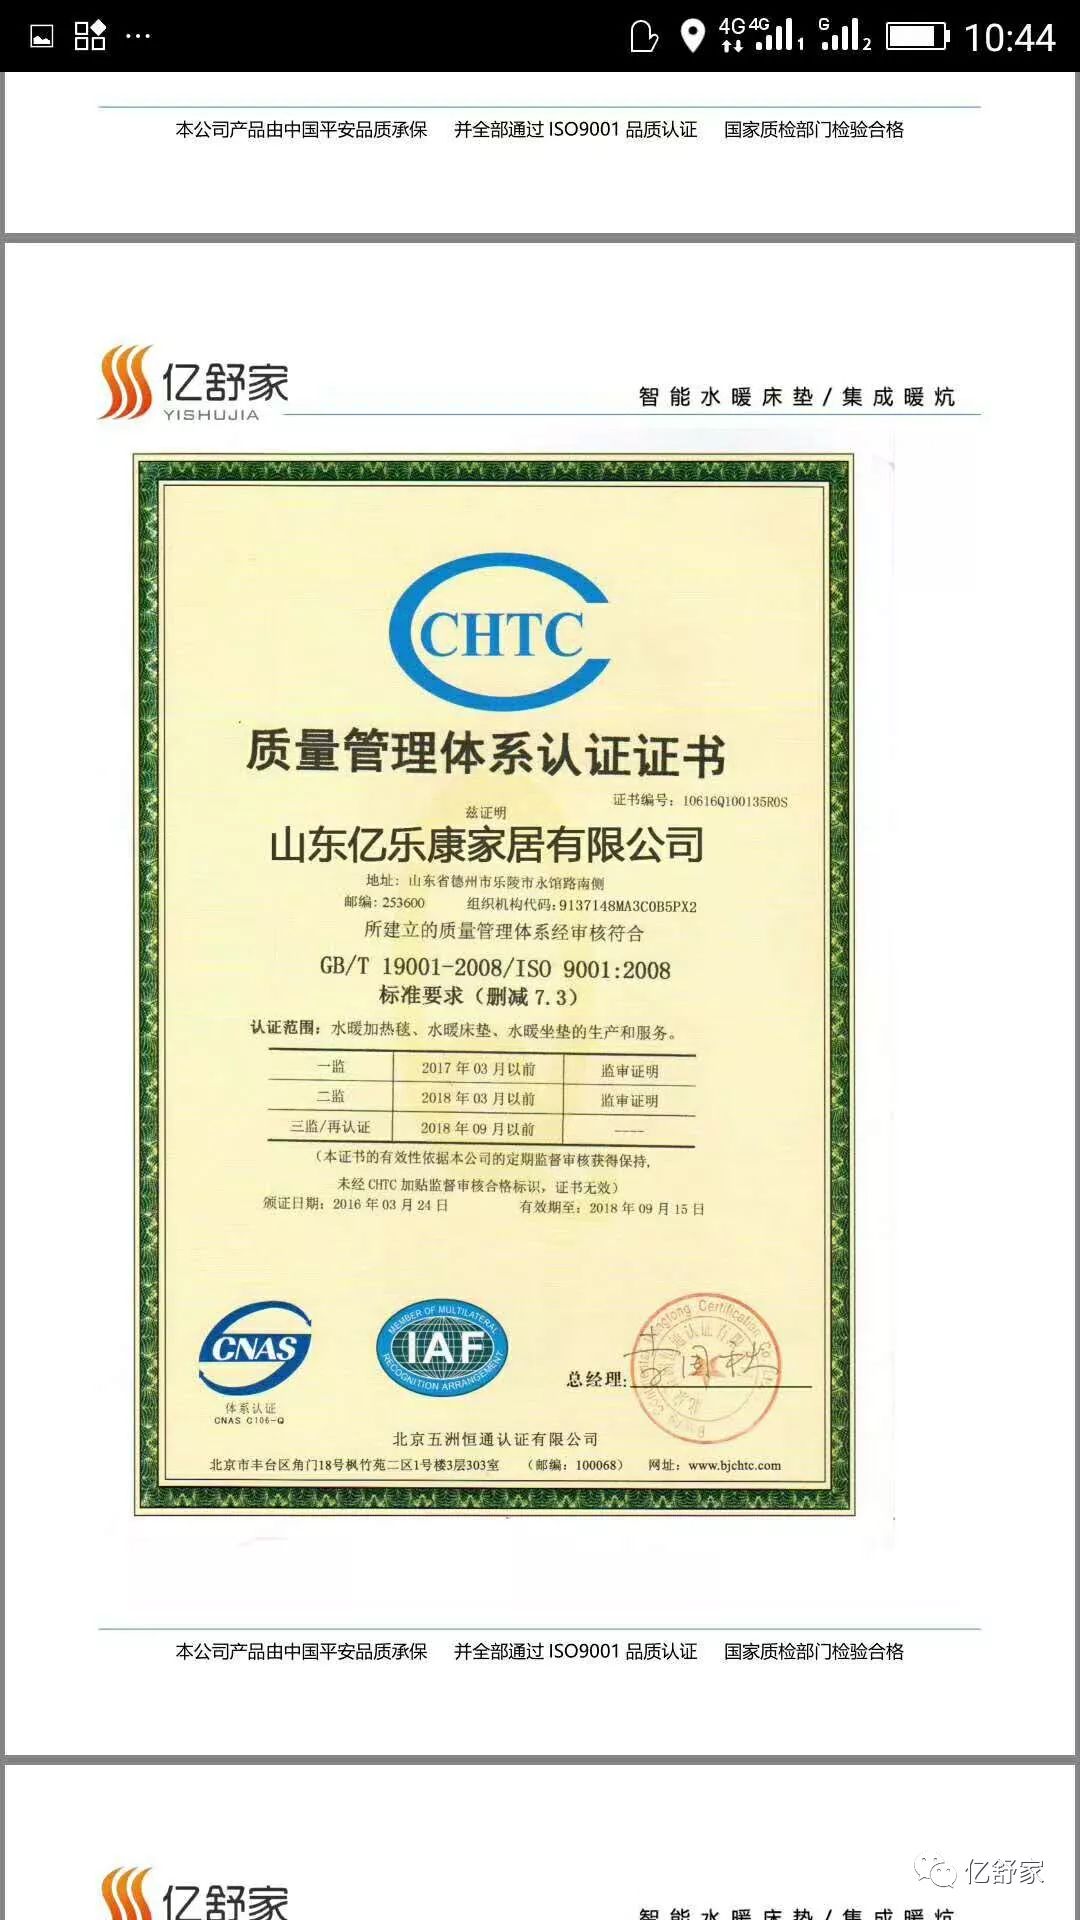 4G 4G 1 G 2 10:44
本公司产品由中国平安品质承保 并全部通过 ISO9001 品质认证 国家质检部门检验合格
亿舒家
YISHUJIA
智能水暖床垫/集成暖炕
CHTC
质量管理体系认证证书
证书编号：10616Q100135R0S
兹证明
山东亿乐康家居有限公司
地址：山东省德州市乐陵市永馆路南侧
邮编：253600 组织机构代码：9137148MA3C0B5PX2
所建立的质量管理体系经审核符合
GB/T 19001-2008/ISO 9001:2008
标准要求（删减 7.3）
认证范围：水暖加热毯、水暖床垫、水暖坐垫的生产和服务。
一监 2017 年 03 月以前 监审证明
二监 2018 年 03 月以前 监审证明
三监/再认证 2018 年 09 月以前 ----
（本证书的有效性依据本公司的定期监督审核获得保持,
未经 CHTC 加贴监督审核合格标识，证书无效）
颁证日期：2016 年 03 月 24 日 有效期至：2018 年 09 月 15 日
CNAS
体系认证
CNAS C106-Q
MEMBER OF MULTILATERAL
IAF
RECOGNITION ARRANGEMENT
总经理:
北京五洲恒通认证有限公司
北京市丰台区角门18号枫竹苑二区1号楼3层303室 （邮编：100068） 网址：www.bjchtc.com
本公司产品由中国平安品质承保 并全部通过 ISO9001 品质认证 国家质检部门检验合格
亿舒家
亿舒家
智能水暖床垫/集成暖炕